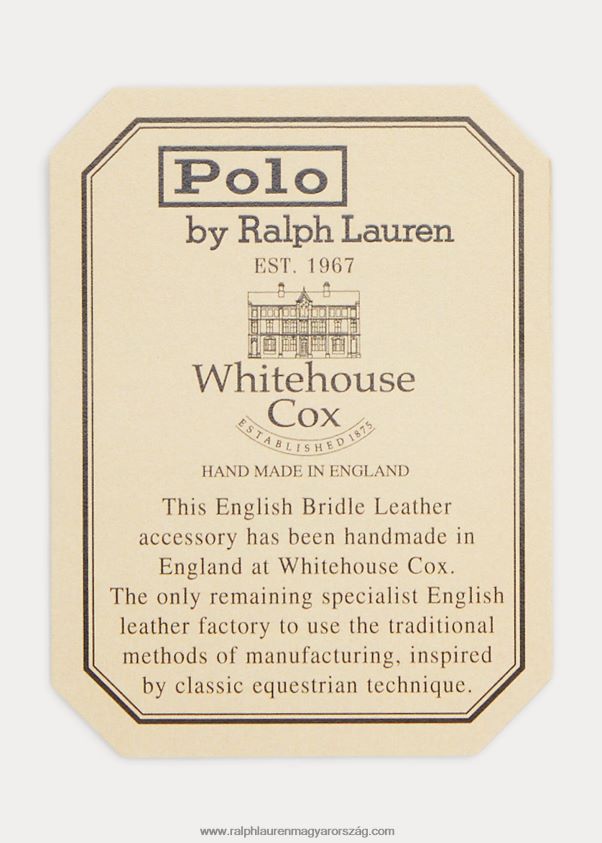 Polo
by Ralph Lauren
EST. 1967
Whitehouse
Cox
ESTABLISHED 1875
HAND MADE IN ENGLAND
This English Bridle Leather
accessory has been handmade in
England at Whitehouse Cox.
The only remaining specialist English
leather factory to use the traditional
methods of manufacturing, inspired
by classic equestrian technique.
www.ralphlaurenmagyarország.com